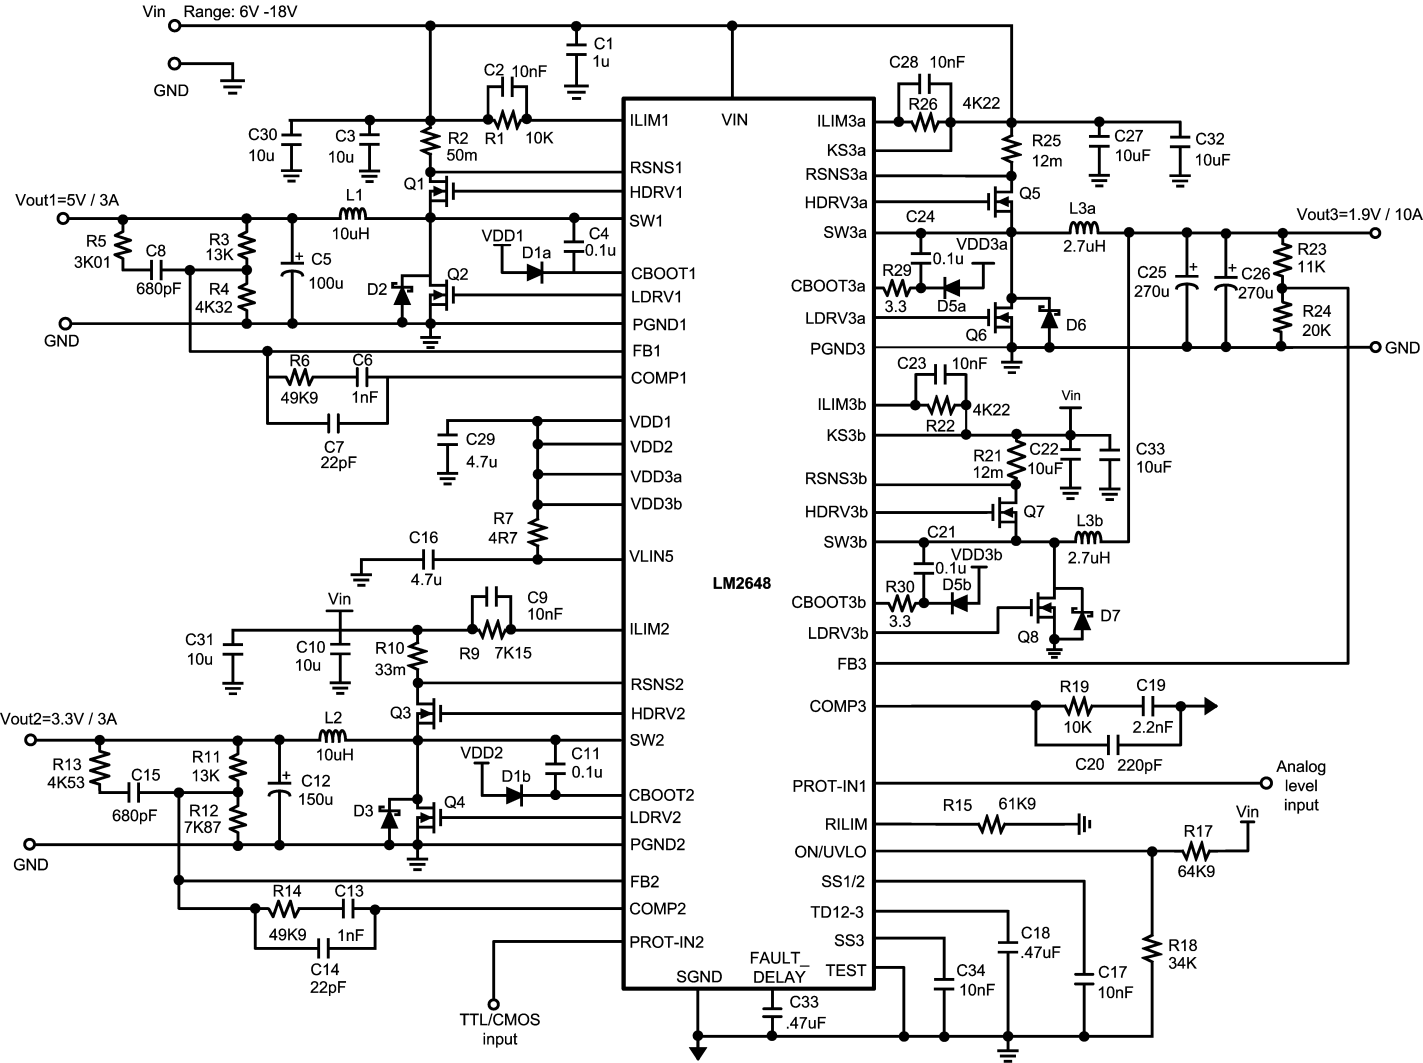 Vin Range: 6V -18V
GND
C1
1u
C2 10nF
C30
10u
C3
10u
R2
50m
R1 10K
Q1
Vout1=5V / 3A
L1
10uH
R5
3K01
C8
680pF
R3
13K
R4
4K32
C5
+
100u
D2
Q2
VDD1
D1a
C4
0.1u
GND
R6
49K9
C6
1nF
C7
22pF
C29
4.7u
R7
4R7
C16
4.7u
Vin
C9
10nF
C31
10u
C10
10u
R10
33m
R9 7K15
Q3
Vout2=3.3V / 3A
L2
10uH
R13
4K53
C15
680pF
R11
13K
R12
7K87
+
C12
150u
D3
Q4
VDD2
D1b
C11
0.1u
GND
R14
49K9
C13
1nF
C14
22pF
TTL/CMOS
input
VIN
ILIM1
RSNS1
HDRV1
SW1
CBOOT1
LDRV1
PGND1
FB1
COMP1
VDD1
VDD2
VDD3a
VDD3b
VLIN5
LM2648
ILIM2
RSNS2
HDRV2
SW2
CBOOT2
LDRV2
PGND2
FB2
COMP2
PROT-IN2
SGND
FAULT_
DELAY
ILIM3a
KS3a
RSNS3a
HDRV3a
SW3a
CBOOT3a
LDRV3a
PGND3
ILIM3b
KS3b
RSNS3b
HDRV3b
SW3b
CBOOT3b
LDRV3b
FB3
COMP3
PROT-IN1
RILIM
ON/UVLO
SS1/2
TD12-3
SS3
TEST
C28 10nF
R26
4K22
R25
12m
C27
10uF
C32
10uF
Q5
C24
0.1u
VDD3a
R29
3.3
D5a
L3a
2.7uH
Vout3=1.9V / 10A
C25
270u
+
C26
270u
+
R23
11K
R24
20K
Q6
D6
GND
C23
10nF
4K22
R22
Vin
R21
12m
C22
10uF
C33
10uF
Q7
C21
0.1u
VDD3b
R30
3.3
D5b
L3b
2.7uH
Q8
D7
R19
10K
C19
2.2nF
C20 220pF
Analog
level
input
R15 61K9
Vin
R17
64K9
R18
34K
C18
.47uF
C34
10nF
C17
10nF
C33
.47uF